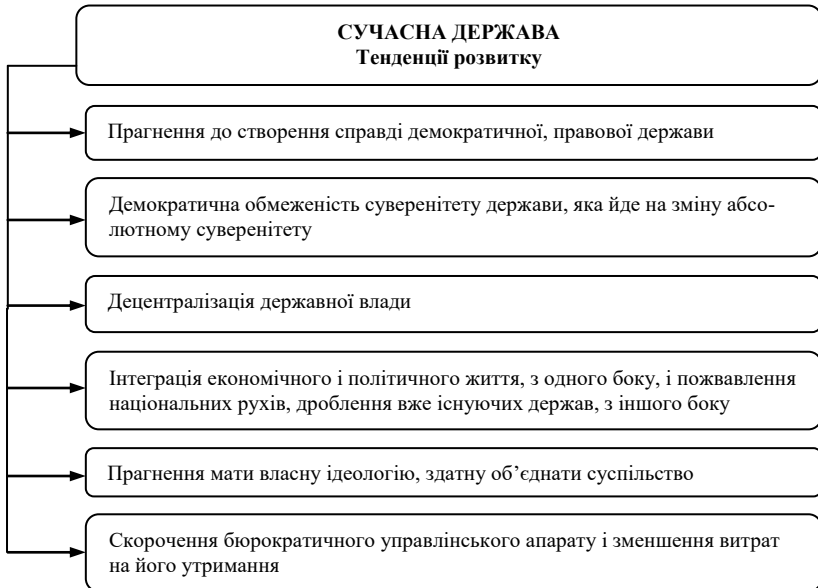 СУЧАСНА ДЕРЖАВА
Тенденції розвитку
Прагнення до створення справді демократичної, правової держави
Демократична обмеженість суверенітету держави, яка йде на зміну абсо-
лютному суверенітету
Децентралізація державної влади
Інтеграція економічного і політичного життя, з одного боку, і пожвавлення
національних рухів, дроблення вже існуючих держав, з іншого боку
Прагнення мати власну ідеологію, здатну об’єднати суспільство
Скорочення бюрократичного управлінського апарату і зменшення витрат
на його утримання